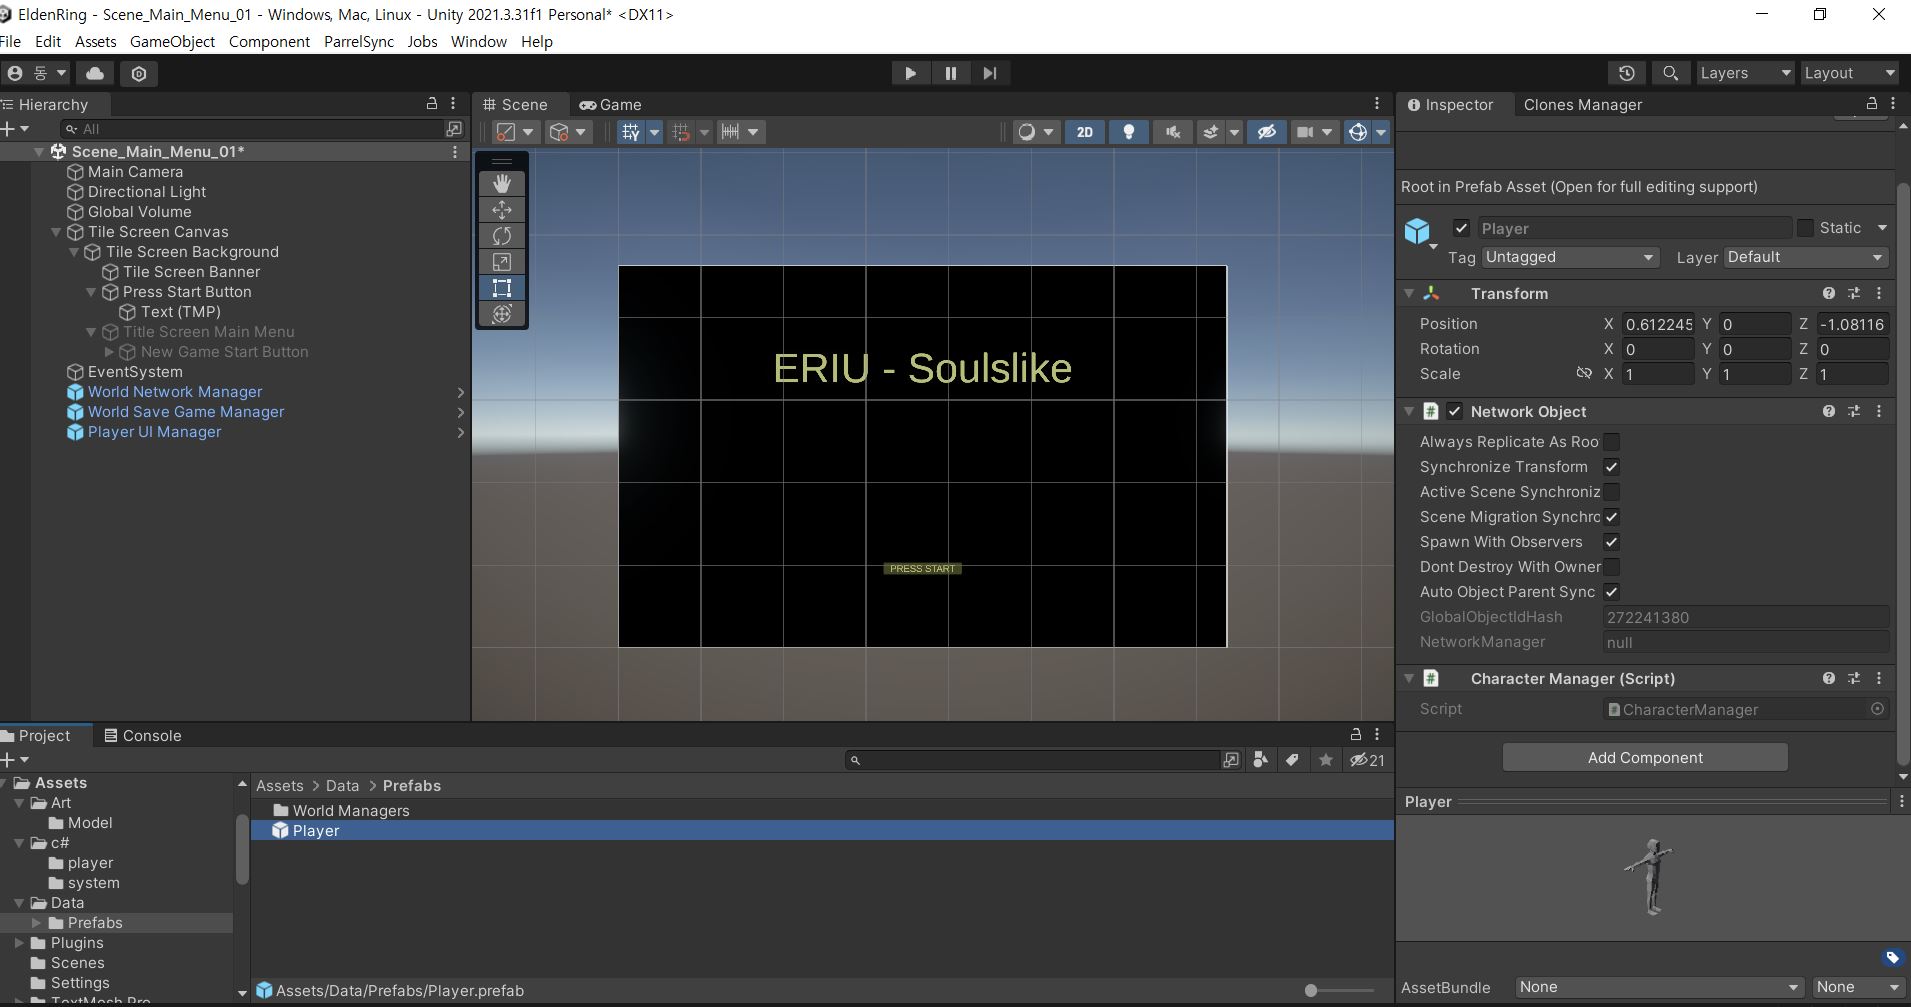 EldenRing - Scene_Main_Menu_01 - Windows, Mac, Linux - Unity 2021.3.31f1 Personal* <DX11>
File Edit Assets GameObject Component ParrelSync Jobs Window Help
동 Layers Layout
Hierarchy
All
Scene_Main_Menu_01*
Main Camera
Directional Light
Global Volume
Tile Screen Canvas
Tile Screen Background
Tile Screen Banner
Press Start Button
Text (TMP)
Title Screen Main Menu
New Game Start Button
EventSystem
World Network Manager
World Save Game Manager
Player UI Manager
Scene Game
2D
ERIU - Soulslike
PRESS START
Inspector Clones Manager
Root in Prefab Asset (Open for full editing support)
Player Static
Tag Untagged Layer Default
Transform
Position X 0.612245 Y 0 Z -1.08116
Rotation X 0 Y 0 Z 0
Scale X 1 Y 1 Z 1
# Network Object
Always Replicate As Roo
Synchronize Transform
Active Scene Synchroniz
Scene Migration Synchrc
Spawn With Observers
Dont Destroy With Owner
Auto Object Parent Sync
GlobalObjectIdHash 272241380
NetworkManager null
# Character Manager (Script)
Script # CharacterManager
Add Component
Player
AssetBundle None None
Project Console
21
Assets
Art
Model
c#
player
system
Data
Prefabs
Plugins
Scenes
Settings
TextMesh Pro
Assets > Data > Prefabs
World Managers
Player
Assets/Data/Prefabs/Player.prefab